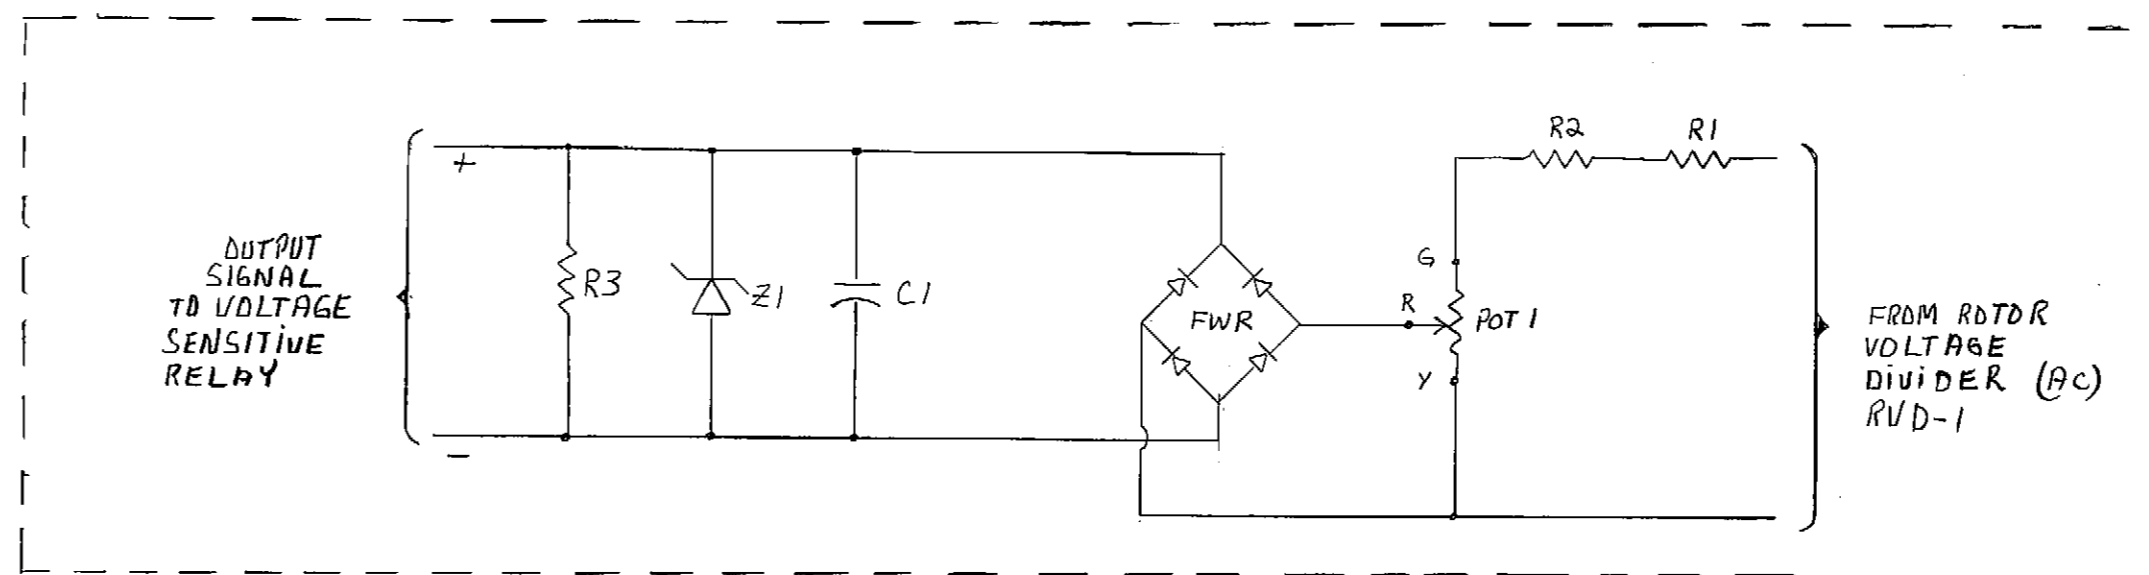 R2
R1
+
OUTPUT
SIGNAL
TO VOLTAGE
SENSITIVE
RELAY
R3
Z1
C1
FWR
G
R
POT 1
Y
FROM ROTOR
VOLTAGE
DIVIDER (AC)
RVD-1
-